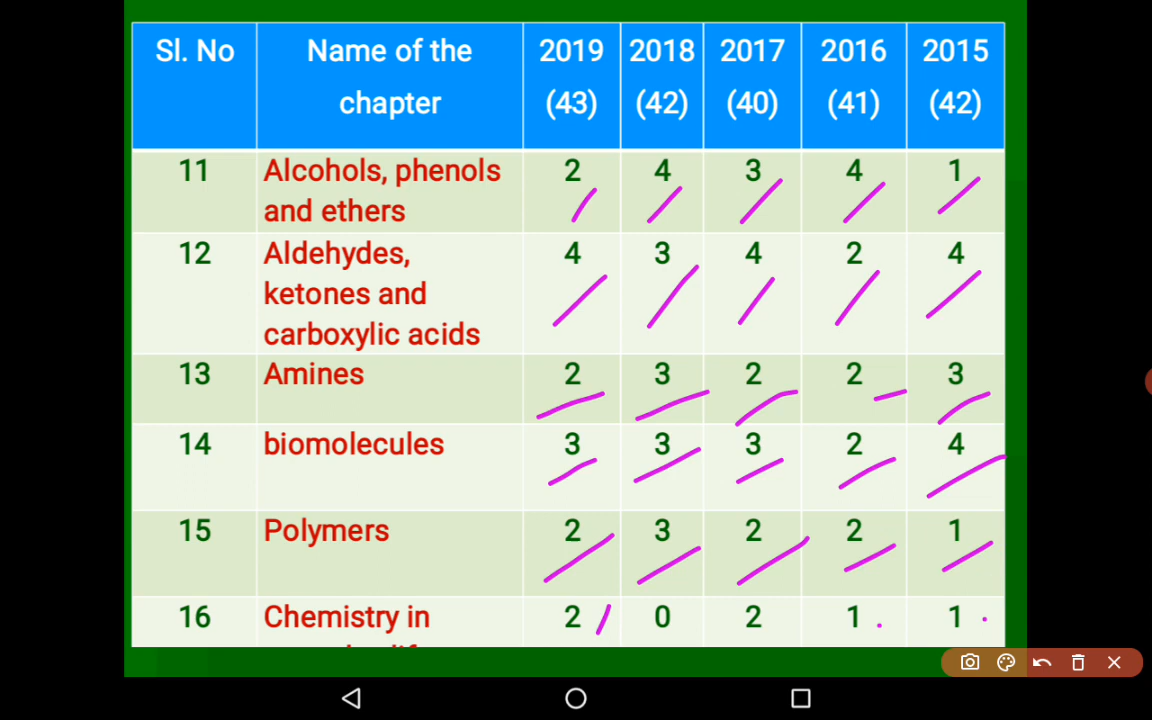 Sl. No Name of the chapter 2019 (43) 2018 (42) 2017 (40) 2016 (41) 2015 (42)
11 Alcohols, phenols and ethers 2 4 3 4 1
12 Aldehydes, ketones and carboxylic acids 4 3 4 2 4
13 Amines 2 3 2 2 3
14 biomolecules 3 3 3 2 4
15 Polymers 2 3 2 2 1
16 Chemistry in 2 0 2 1 1